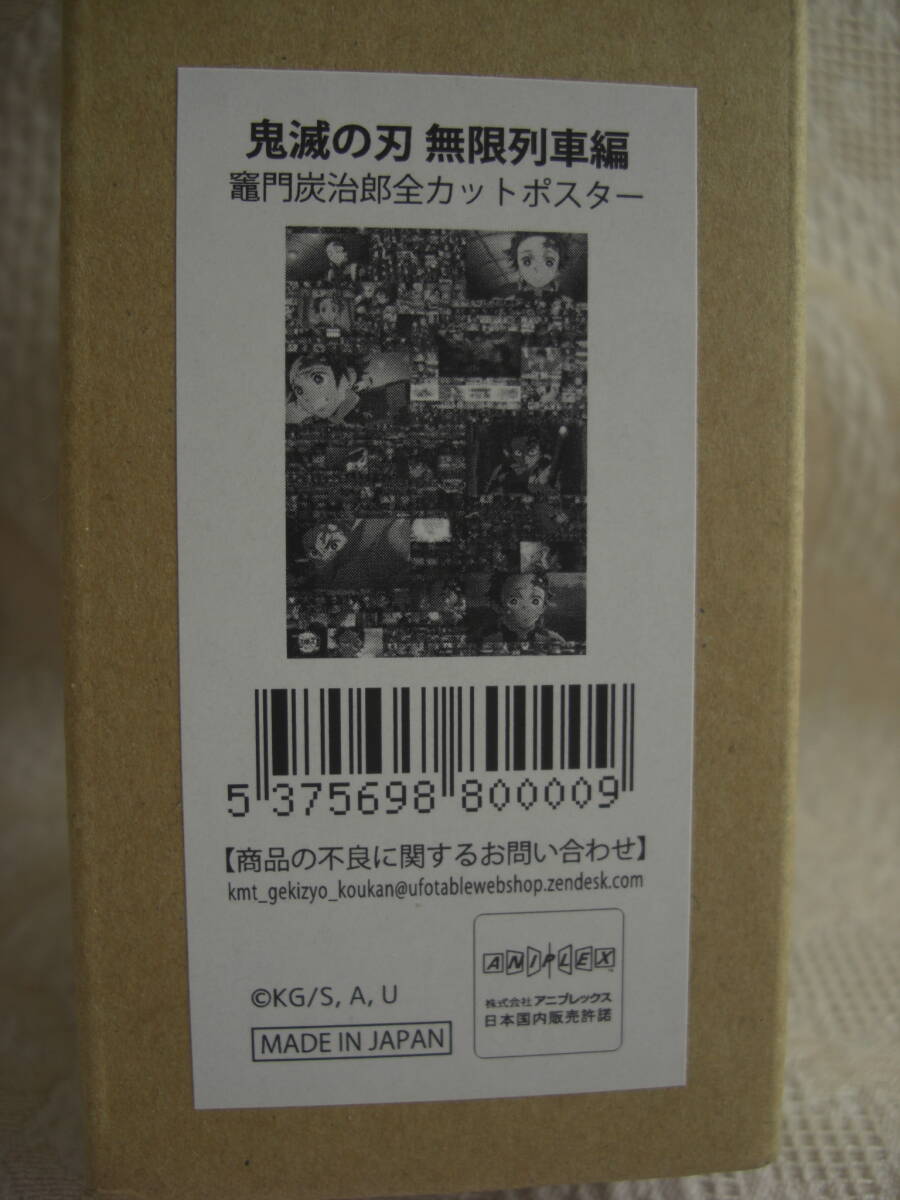 鬼滅の刃 無限列車編
竈門炭治郎全カットポスター
5 375698 800009
【商品の不良に関するお問い合わせ】
kmt_gekizyo_koukan@ufotablewebshop.zendesk.com
©KG/S, A, U
MADE IN JAPAN
ANIPLEX™
株式会社 アニプレックス
日本国内販売許諾